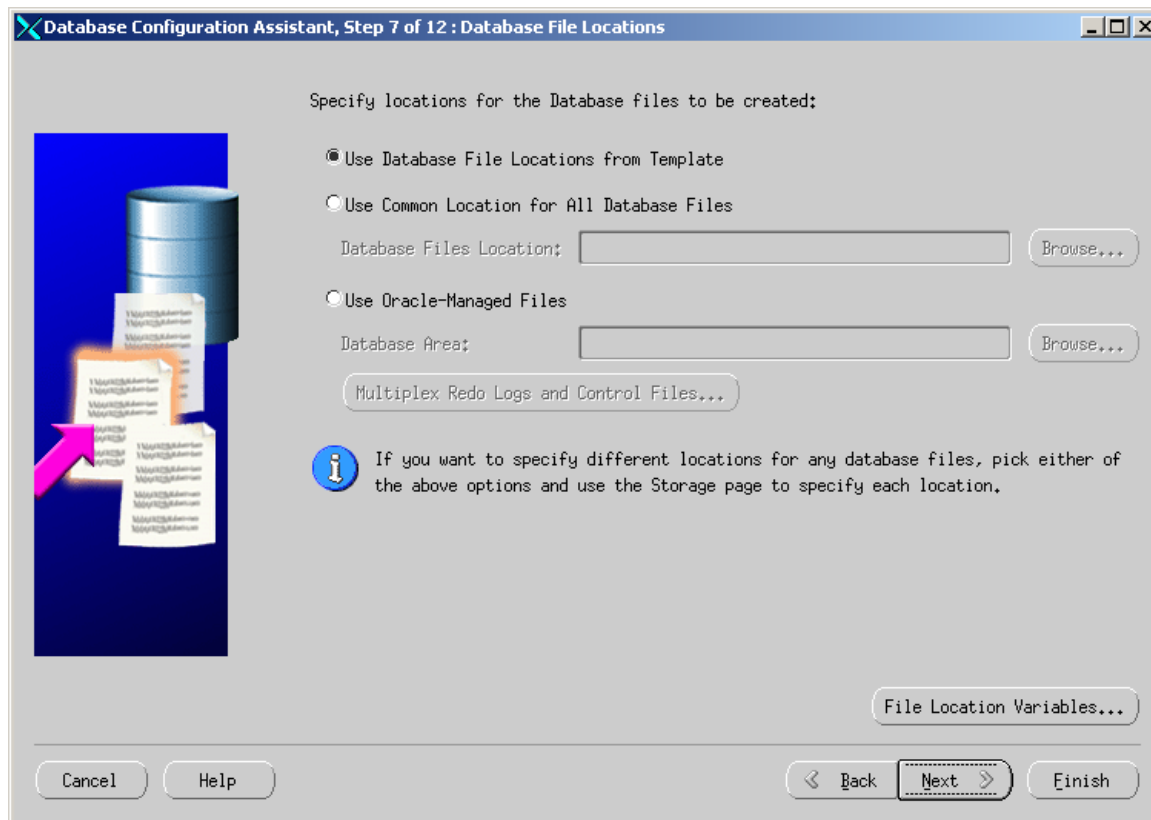 Database Configuration Assistant, Step 7 of 12 : Database File Locations
Specify locations for the Database files to be created:
Use Database File Locations from Template
Use Common Location for All Database Files
Database Files Location:
Browse...
Use Oracle-Managed Files
Database Area:
Browse...
Multiplex Redo Logs and Control Files...
If you want to specify different locations for any database files, pick either of
the above options and use the Storage page to specify each location.
File Location Variables...
Cancel
Help
Back
Next
Finish